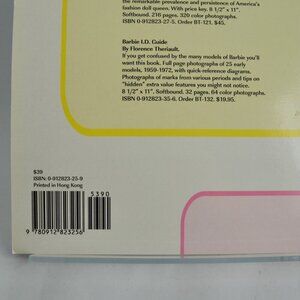 the remarkable prevalence and persistence of America's
fashion doll queen. With price key. 8 1/2" x 11".
Softbound. 216 pages. 320 color photographs.
ISBN 0-912823-27-5. Order BT-121. $45.
Barbie I.D. Guide
By Florence Theriault.
If you get confused by the many models of Barbie you'll
want this book. Full page photographs of 25 early
models, 1959-1972, with quick-reference diagrams.
Photographs of marks from various periods and tips on
"hidden" extra value features you might not notice.
8 1/2" x 11". Softbound. 32 pages. 64 color photographs.
ISBN 0-912823-35-6. Order BT-132. $19.95.
$39
ISBN: 0-912823-25-9
Printed in Hong Kong
5390
9 780912 823256